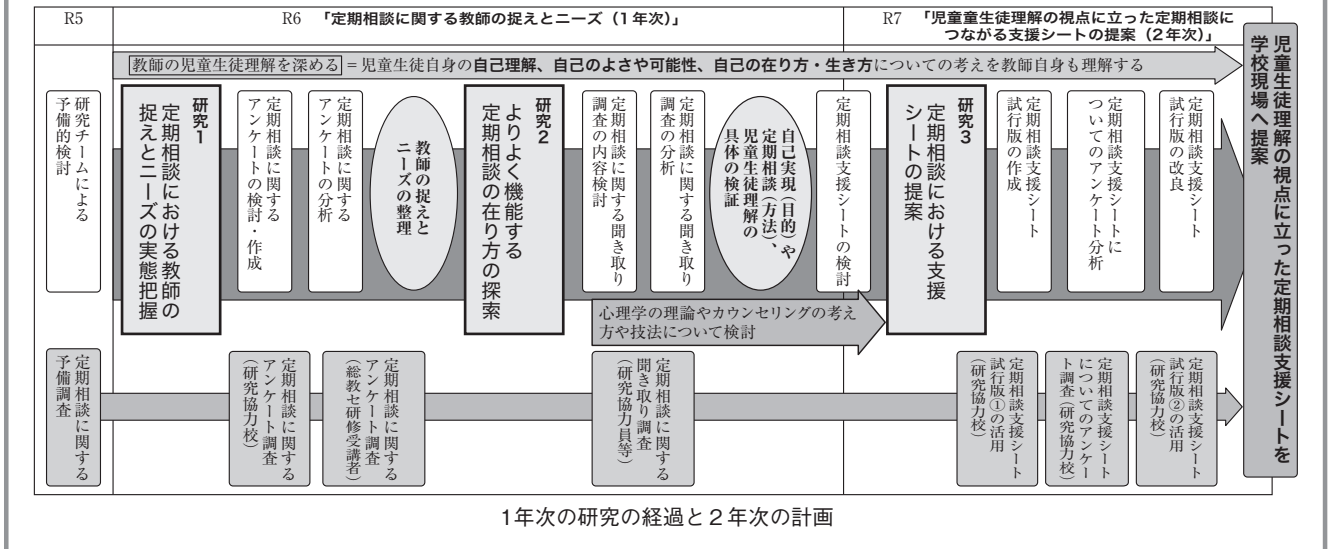 R5
R6 「定期相談に関する教師の捉えとニーズ(1年次)」
R7 「児童童生徒理解の視点に立った定期相談に
つながる支援シートの提案(2年次)」
教師の児童生徒理解を深める = 児童生徒自身の自己理解、自己のよさや可能性、自己の在り方・生き方についての考えを教師自身も理解する
研究チームによる
予備的検討
研究1
定期相談における教師の
捉えとニーズの実態把握
定期相談に関する
アンケートの検討・作成
定期相談に関する
アンケートの分析
教師の捉えと
ニーズの整理
研究2
よりよく機能する
定期相談の在り方の探索
定期相談に関する聞き取り
調査の内容検討
定期相談に関する聞き取り
調査の分析
自己実現(目的)や
定期相談(方法)、
児童生徒理解の
具体の検証
定期相談支援シートの検討
研究3
定期相談における支援
シートの提案
定期相談支援シート
試行版の作成
定期相談支援シートに
ついてのアンケート分析
定期相談支援シート
試行版の改良
児童生徒理解の視点に立った定期相談支援シートを
学校現場へ提案
心理学の理論やカウンセリングの考え
方や技法について検討
定期相談に関する
予備調査
定期相談に関する
アンケート調査
(研究協力校)
定期相談に関する
アンケート調査
(総教セ研修受講者)
定期相談に関する
聞き取り調査
(研究協力員等)
定期相談支援シート
試行版①の活用
(研究協力校)
定期相談支援シート
についてのアンケー
ト調査(研究協力校)
定期相談支援シート
試行版②の活用
(研究協力校)
1年次の研究の経過と2年次の計画